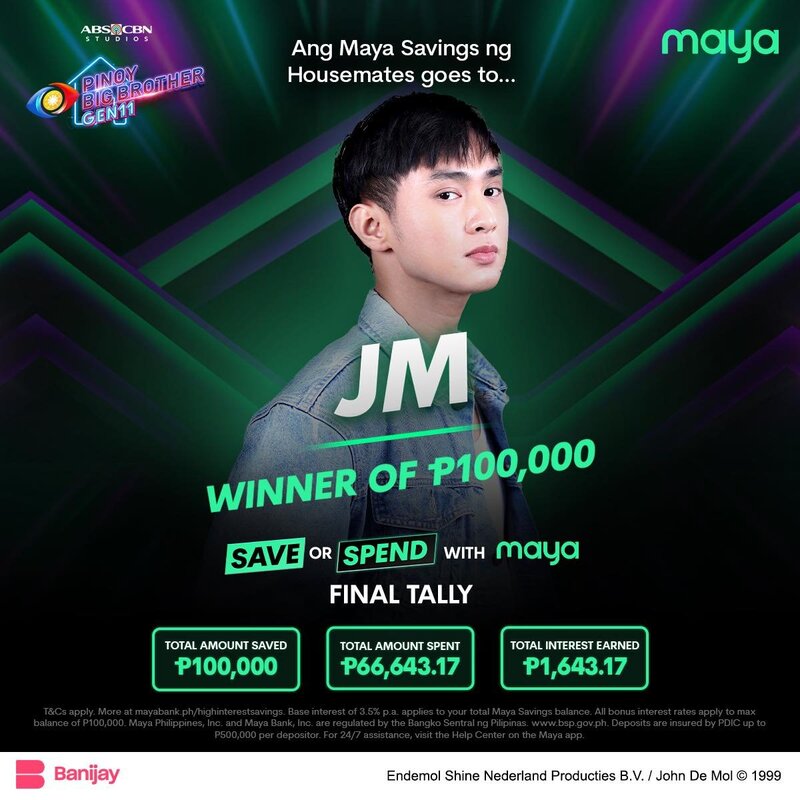 ABS-CBN
STUDIOS
PINOY
BIG BROTHER
GEN11
Ang Maya Savings ng
Housemates goes to...
maya
JM
WINNER OF ₱100,000
SAVE OR SPEND WITH maya
FINAL TALLY
TOTAL AMOUNT SAVED
₱100,000
TOTAL AMOUNT SPENT
₱66,643.17
TOTAL INTEREST EARNED
₱1,643.17
T&Cs apply. More at mayabank.ph/highinterestsavings. Base interest of 3.5% p.a. applies to your total Maya Savings balance. All bonus interest rates apply to max
balance of ₱100,000. Maya Philippines, Inc. and Maya Bank, Inc. are regulated by the Bangko Sentral ng Pilipinas. www.bsp.gov.ph. Deposits are insured by PDIC up to
₱500,000 per depositor. For 24/7 assistance, visit the Help Center on the Maya app.
Banijay
Endemol Shine Nederland Producties B.V. / John De Mol © 1999